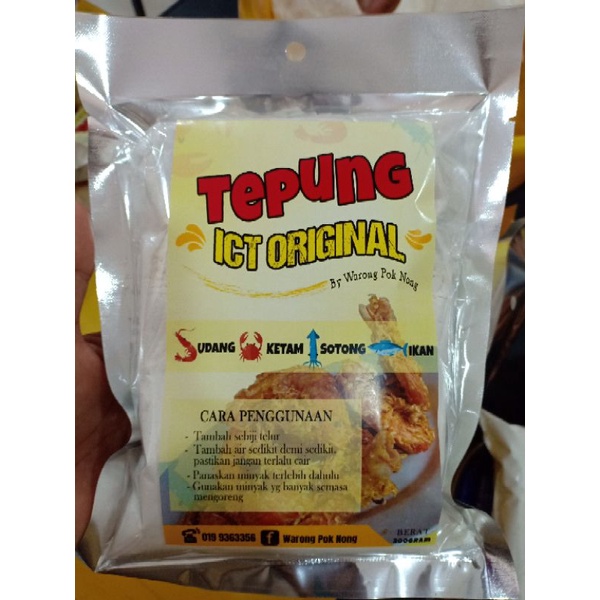 Tepung
ICT ORIGINAL
By Warong Pok Nong
UDANG KETAM SOTONG IKAN
CARA PENGGUNAAN
- Tambah sebiji telur
- Tambah air sedikit demi sedikit,
pastikan jangan terlalu cair
- Panaskan minyak terlebih dahulu
- Gunakan minyak yg banyak semasa
mengoreng
019 9363356 Warong Pok Nong
BERAT
300GRAM